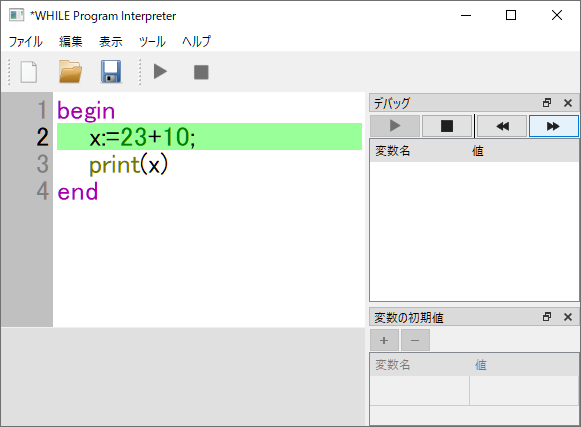 *WHILE Program Interpreter
ファイル 編集 表示 ツール ヘルプ
1 begin
2 x:=23+10;
3 print(x)
4 end
デバッグ
変数名 値
変数の初期値
+ −
変数名 値